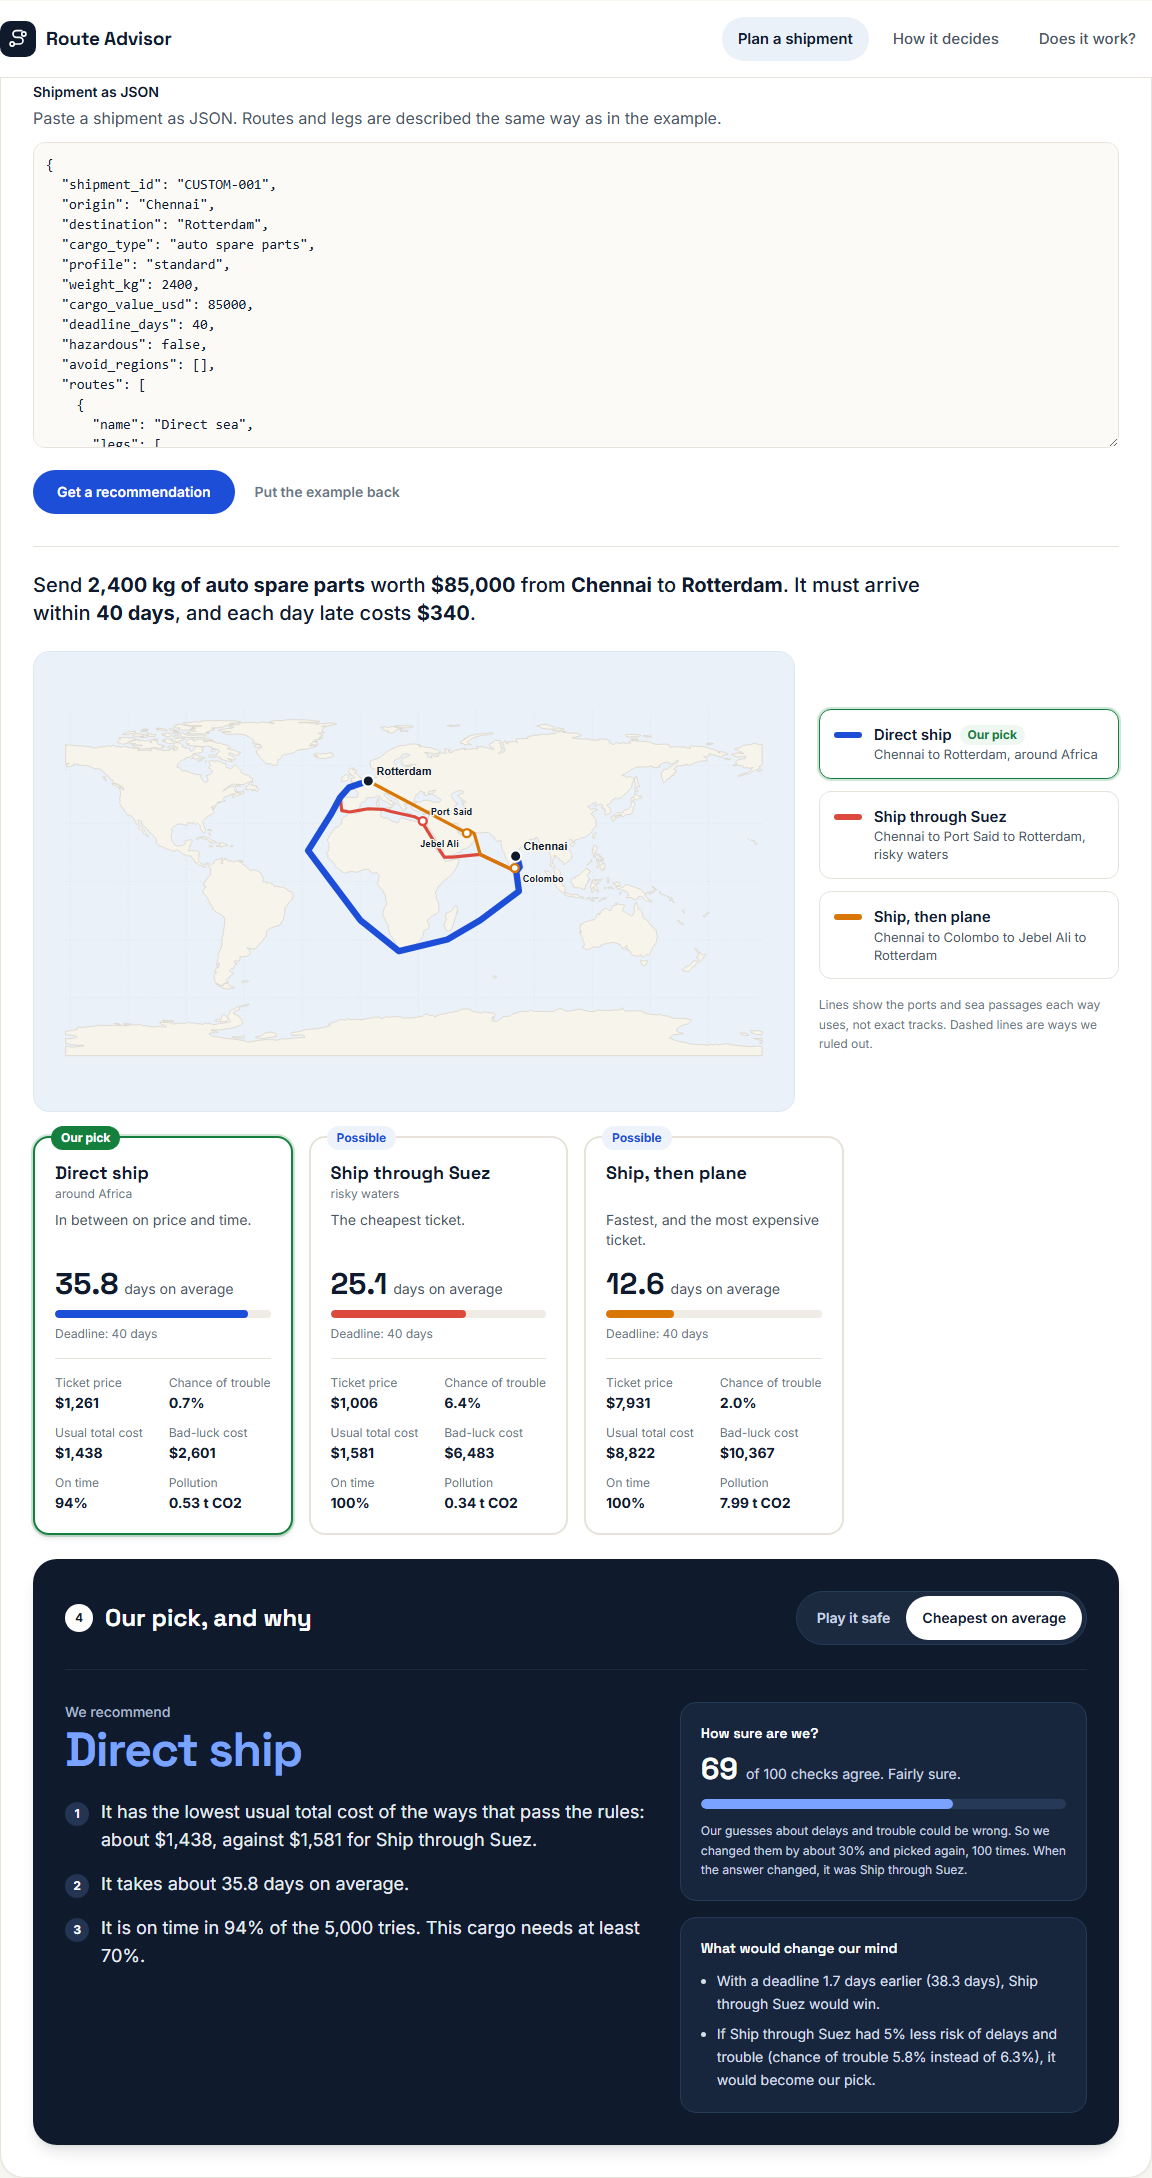 Route Advisor
Plan a shipment
How it decides
Does it work?
Shipment as JSON
Paste a shipment as JSON. Routes and legs are described the same way as in the example.
{
"shipment_id": "CUSTOM-001",
"origin": "Chennai",
"destination": "Rotterdam",
"cargo_type": "auto spare parts",
"profile": "standard",
"weight_kg": 2400,
"cargo_value_usd": 85000,
"deadline_days": 40,
"hazardous": false,
"avoid_regions": [],
"routes": [
{
"name": "Direct sea",
"legs": [
Get a recommendation
Put the example back
Send 2,400 kg of auto spare parts worth $85,000 from Chennai to Rotterdam. It must arrive
within 40 days, and each day late costs $340.
Rotterdam
Port Said
Jebel Ali
Chennai
Colombo
Direct ship Our pick
Chennai to Rotterdam, around Africa
Ship through Suez
Chennai to Port Said to Rotterdam,
risky waters
Ship, then plane
Chennai to Colombo to Jebel Ali to
Rotterdam
Lines show the ports and sea passages each way
uses, not exact tracks. Dashed lines are ways we
ruled out.
Our pick
Direct ship
around Africa
In between on price and time.
35.8 days on average
Deadline: 40 days
Ticket price Chance of trouble
$1,261 0.7%
Usual total cost Bad-luck cost
$1,438 $2,601
On time Pollution
94% 0.53 t CO2
Possible
Ship through Suez
risky waters
The cheapest ticket.
25.1 days on average
Deadline: 40 days
Ticket price Chance of trouble
$1,006 6.4%
Usual total cost Bad-luck cost
$1,581 $6,483
On time Pollution
100% 0.34 t CO2
Possible
Ship, then plane
Fastest, and the most expensive
ticket.
12.6 days on average
Deadline: 40 days
Ticket price Chance of trouble
$7,931 2.0%
Usual total cost Bad-luck cost
$8,822 $10,367
On time Pollution
100% 7.99 t CO2
4 Our pick, and why
Play it safe
Cheapest on average
We recommend
Direct ship
1 It has the lowest usual total cost of the ways that pass the rules:
about $1,438, against $1,581 for Ship through Suez.
2 It takes about 35.8 days on average.
3 It is on time in 94% of the 5,000 tries. This cargo needs at least
70%.
How sure are we?
69 of 100 checks agree. Fairly sure.
Our guesses about delays and trouble could be wrong. So we
changed them by about 30% and picked again, 100 times. When
the answer changed, it was Ship through Suez.
What would change our mind
• With a deadline 1.7 days earlier (38.3 days), Ship
through Suez would win.
• If Ship through Suez had 5% less risk of delays and
trouble (chance of trouble 5.8% instead of 6.3%), it
would become our pick.